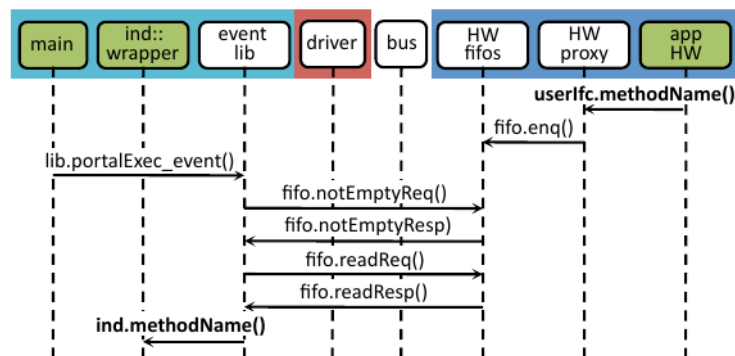 main
ind::
wrapper
event
lib
driver
bus
HW
fifos
HW
proxy
app
HW
userIfc.methodName()
fifo.enq()
lib.portalExec_event()
fifo.notEmptyReq()
fifo.notEmptyResp)
fifo.readReq()
fifo.readResp()
ind.methodName()